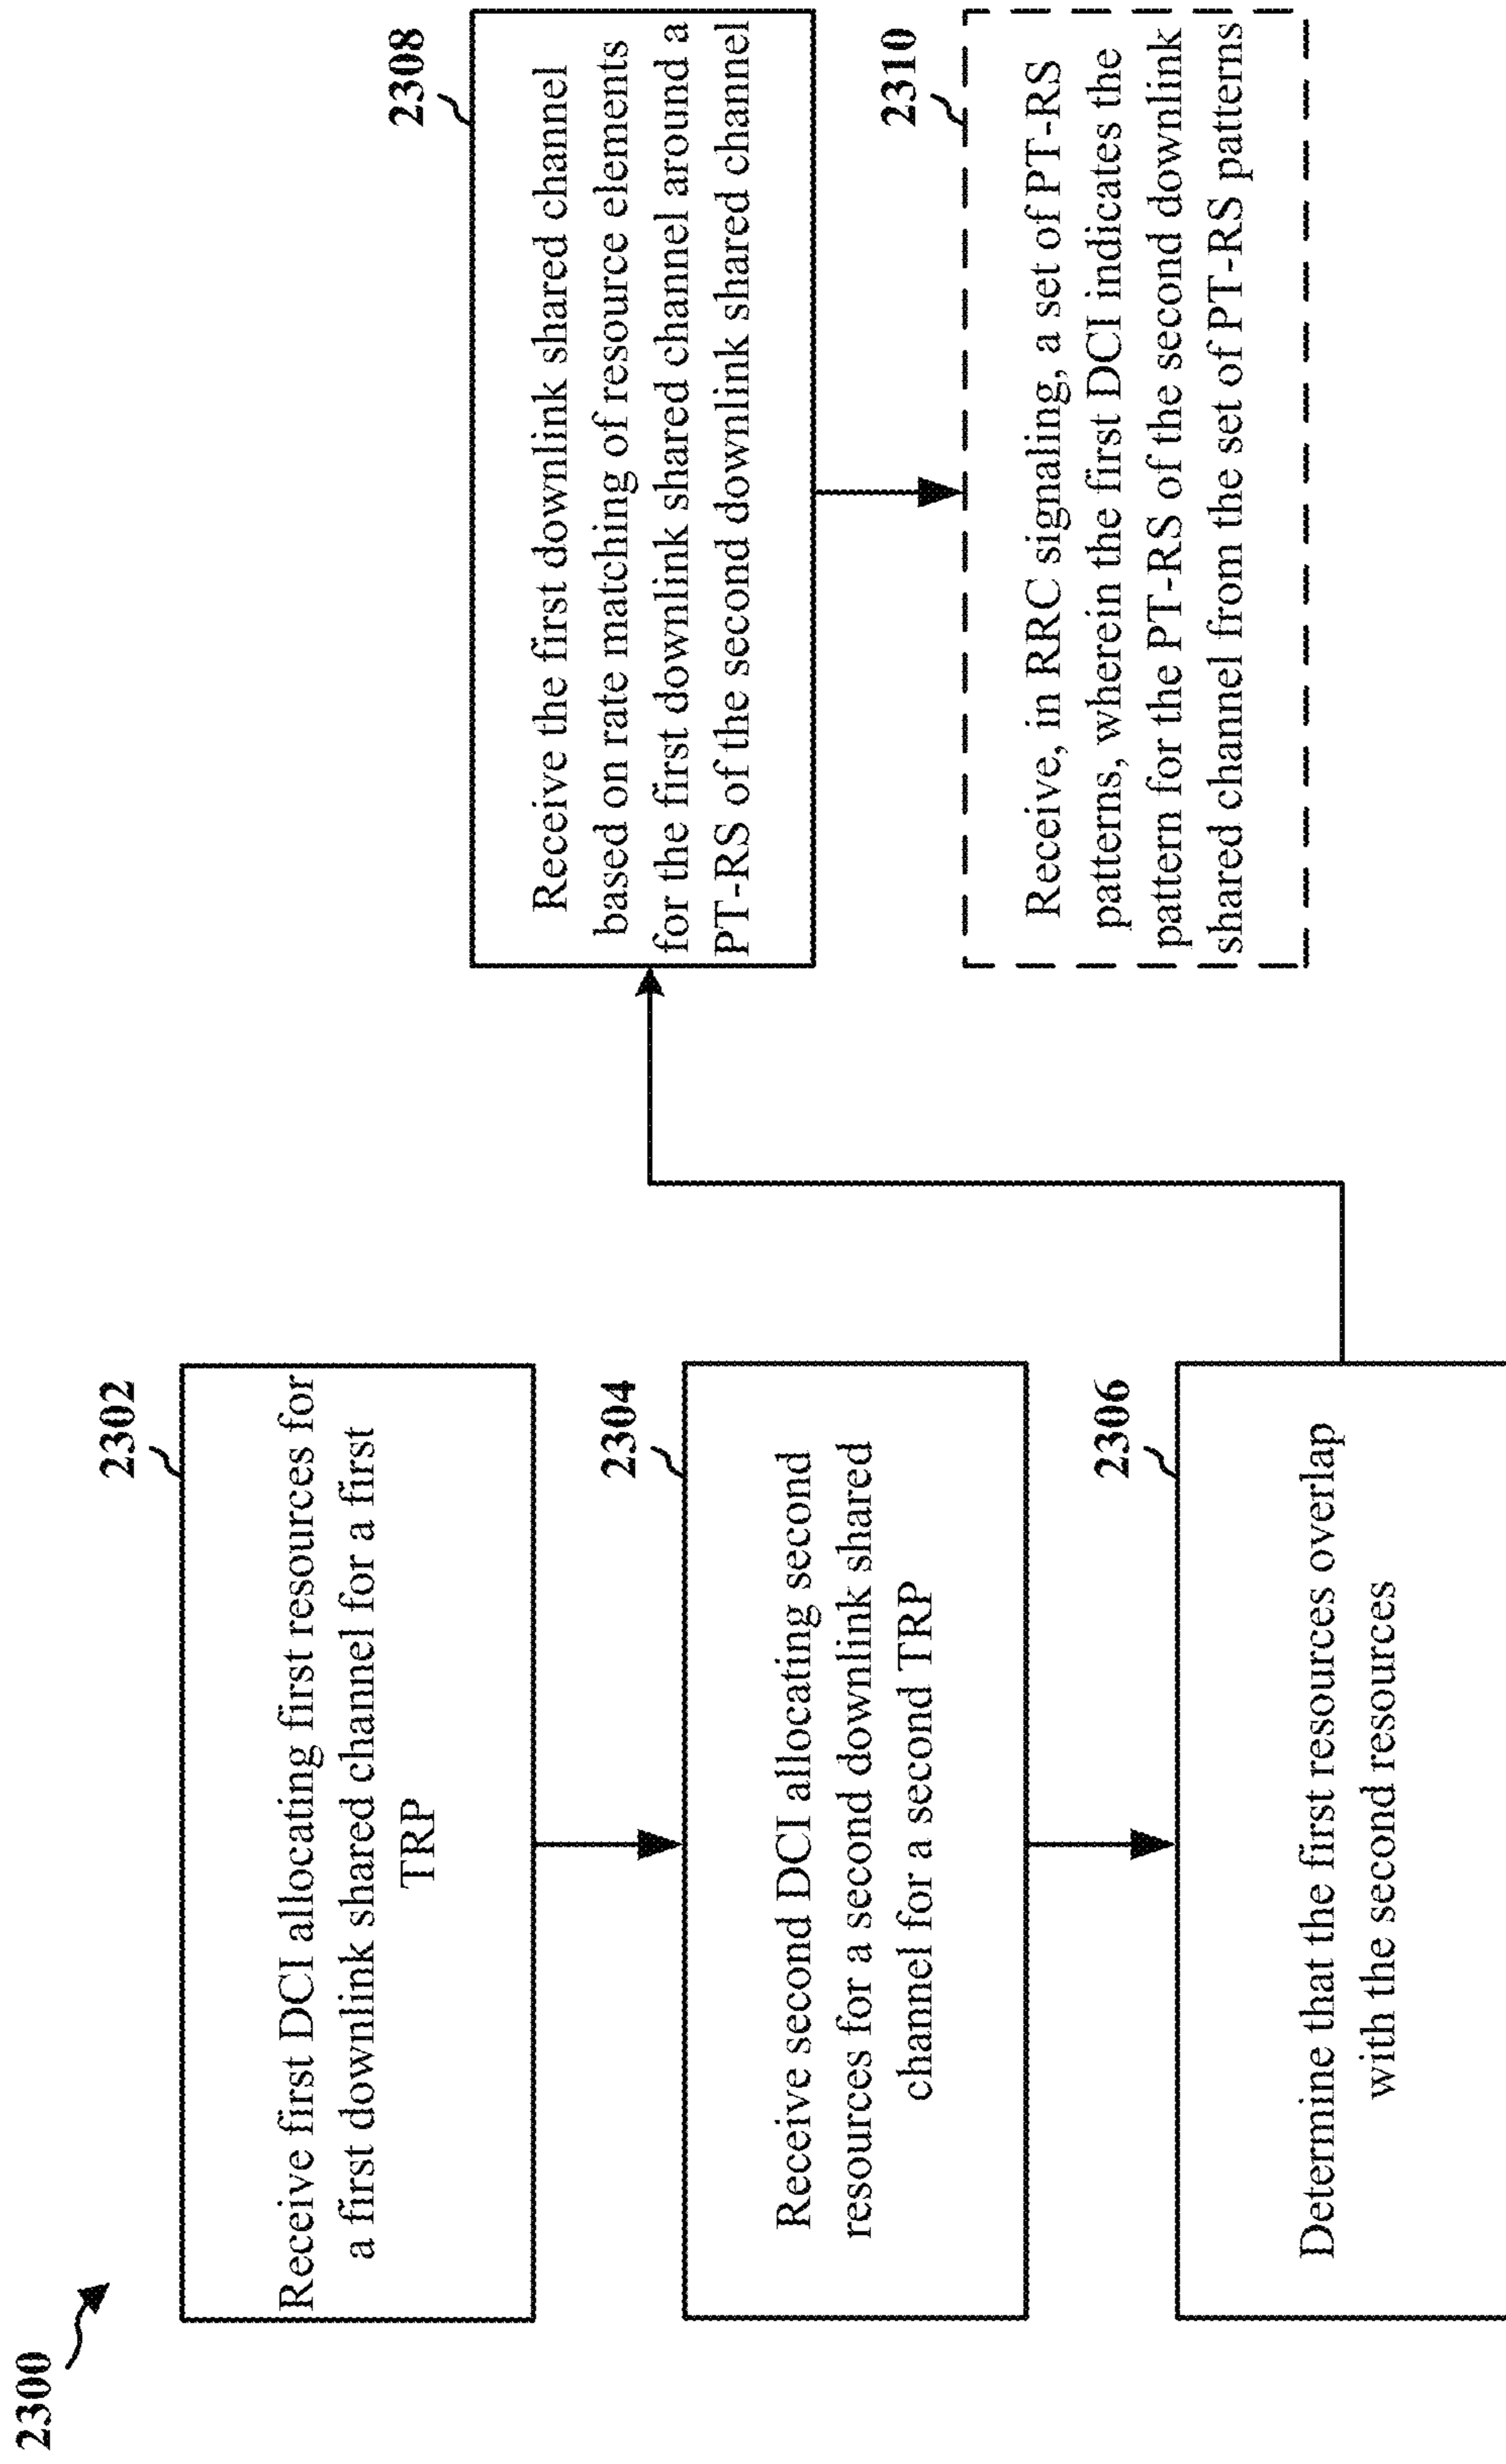 2300
2302
Receive first DCI allocating first resources for
a first downlink shared channel for a first
TRP
2304
Receive second DCI allocating second
resources for a second downlink shared
channel for a second TRP
2306
Determine that the first resources overlap
with the second resources
2308
Receive the first downlink shared channel
based on rate matching of resource elements
for the first downlink shared channel around a
PT-RS of the second downlink shared channel
2310
Receive, in RRC signaling, a set of PT-RS
patterns, wherein the first DCI indicates the
pattern for the PT-RS of the second downlink
shared channel from the set of PT-RS patterns